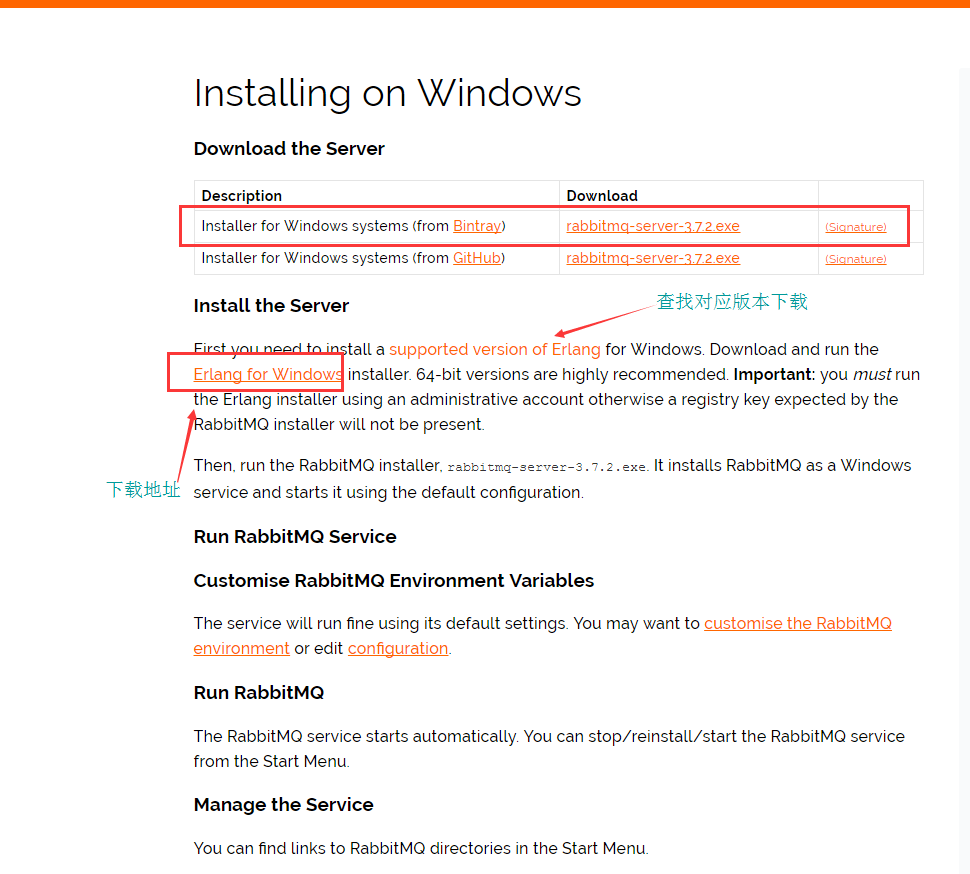 Installing on Windows
Download the Server
Description Download
Installer for Windows systems (from Bintray) rabbitmq-server-3.7.2.exe (Signature)
Installer for Windows systems (from GitHub) rabbitmq-server-3.7.2.exe (Signature)
Install the Server
查找对应版本下载
First you need to install a supported version of Erlang for Windows. Download and run the
Erlang for Windows installer. 64-bit versions are highly recommended. Important: you must run
the Erlang installer using an administrative account otherwise a registry key expected by the
RabbitMQ installer will not be present.
Then, run the RabbitMQ installer, rabbitmq-server-3.7.2.exe. It installs RabbitMQ as a Windows
下载地址
service and starts it using the default configuration.
Run RabbitMQ Service
Customise RabbitMQ Environment Variables
The service will run fine using its default settings. You may want to customise the RabbitMQ
environment or edit configuration.
Run RabbitMQ
The RabbitMQ service starts automatically. You can stop/reinstall/start the RabbitMQ service
from the Start Menu.
Manage the Service
You can find links to RabbitMQ directories in the Start Menu.